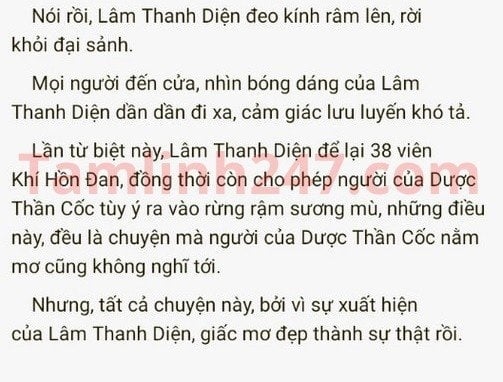 Nói rồi, Lâm Thanh Diện đeo kính râm lên, rời
khỏi đại sảnh.
Mọi người đến cửa, nhìn bóng dáng của Lâm
Thanh Diện dần dần đi xa, cảm giác lưu luyến khó tả.
Lần từ biệt này, Lâm Thanh Diện để lại 38 viên
Khí Hồn Đan, đồng thời còn cho phép người của Dược
Tamlinh247.com
Thần Cốc tùy ý ra vào rừng rậm sương mù, những điều
này, đều là chuyện mà người của Dược Thần Cốc nằm
mơ cũng không nghĩ tới.
Nhưng, tất cả chuyện này, bởi vì sự xuất hiện
của Lâm Thanh Diện, giấc mơ đẹp thành sự thật rồi.